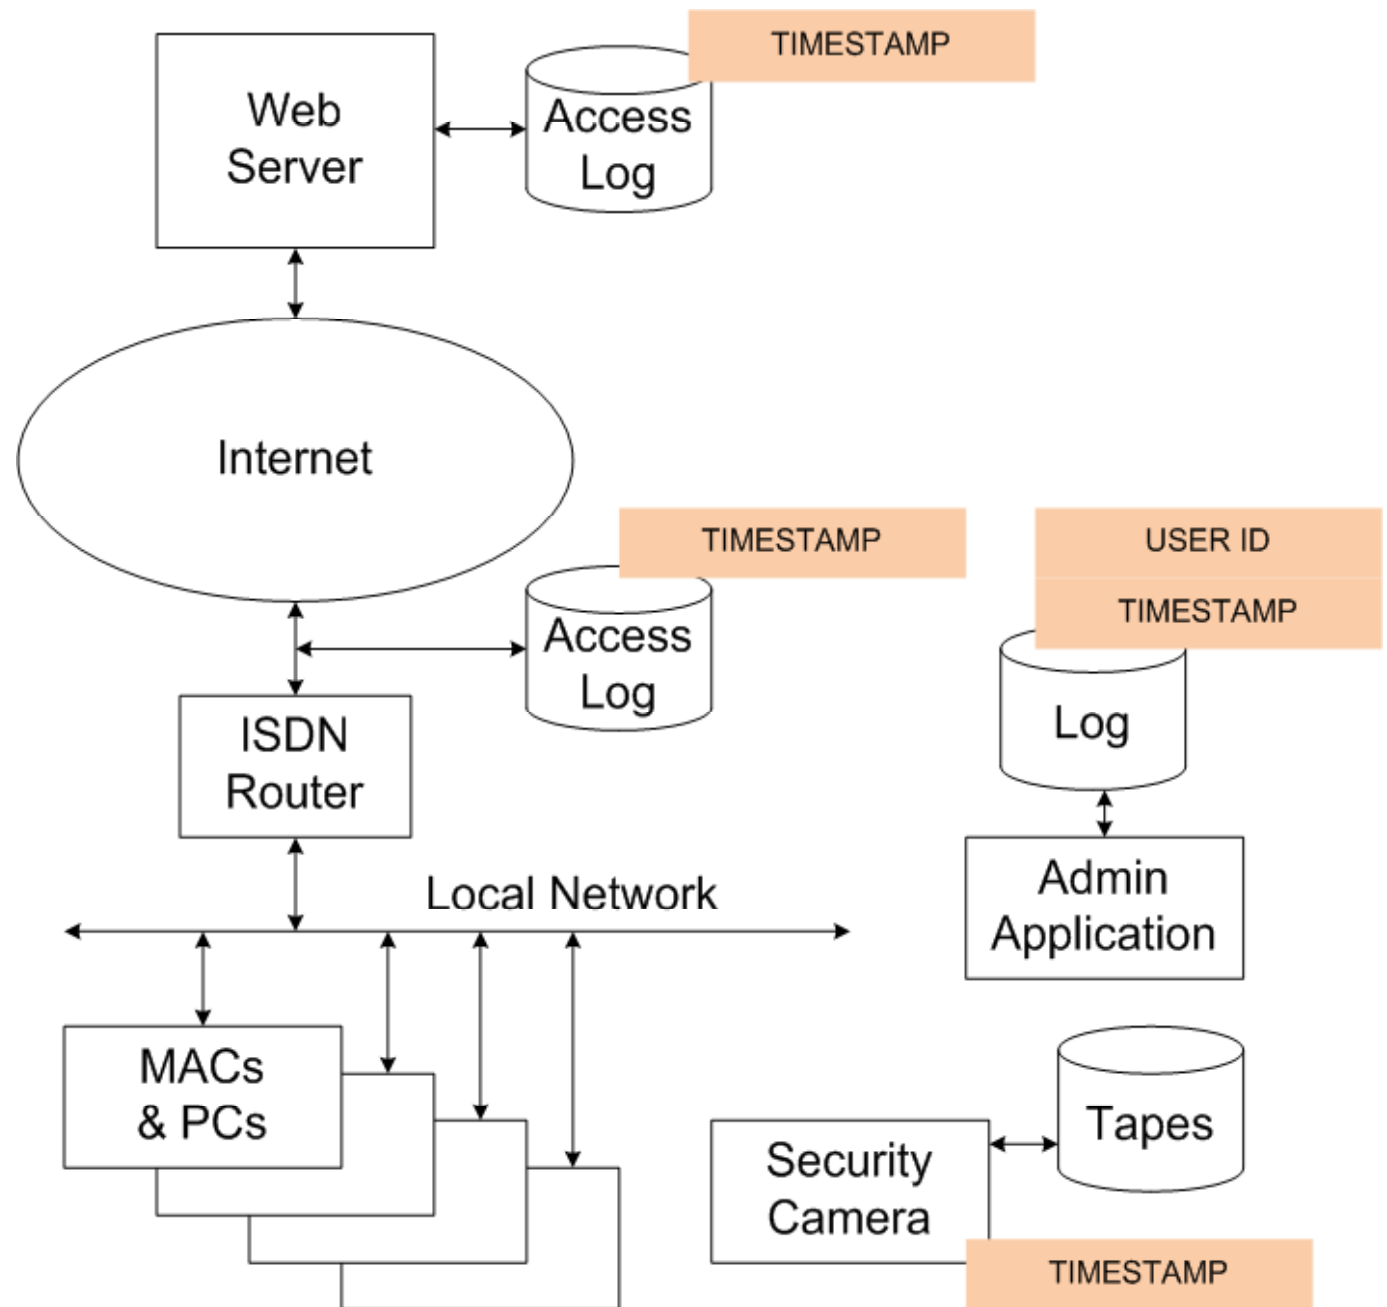 TIMESTAMP
Web
Server
Access
Log
Internet
TIMESTAMP
USER ID
TIMESTAMP
Access
Log
Log
ISDN
Router
Local Network
Admin
Application
MACs
& PCs
Tapes
Security
Camera
TIMESTAMP